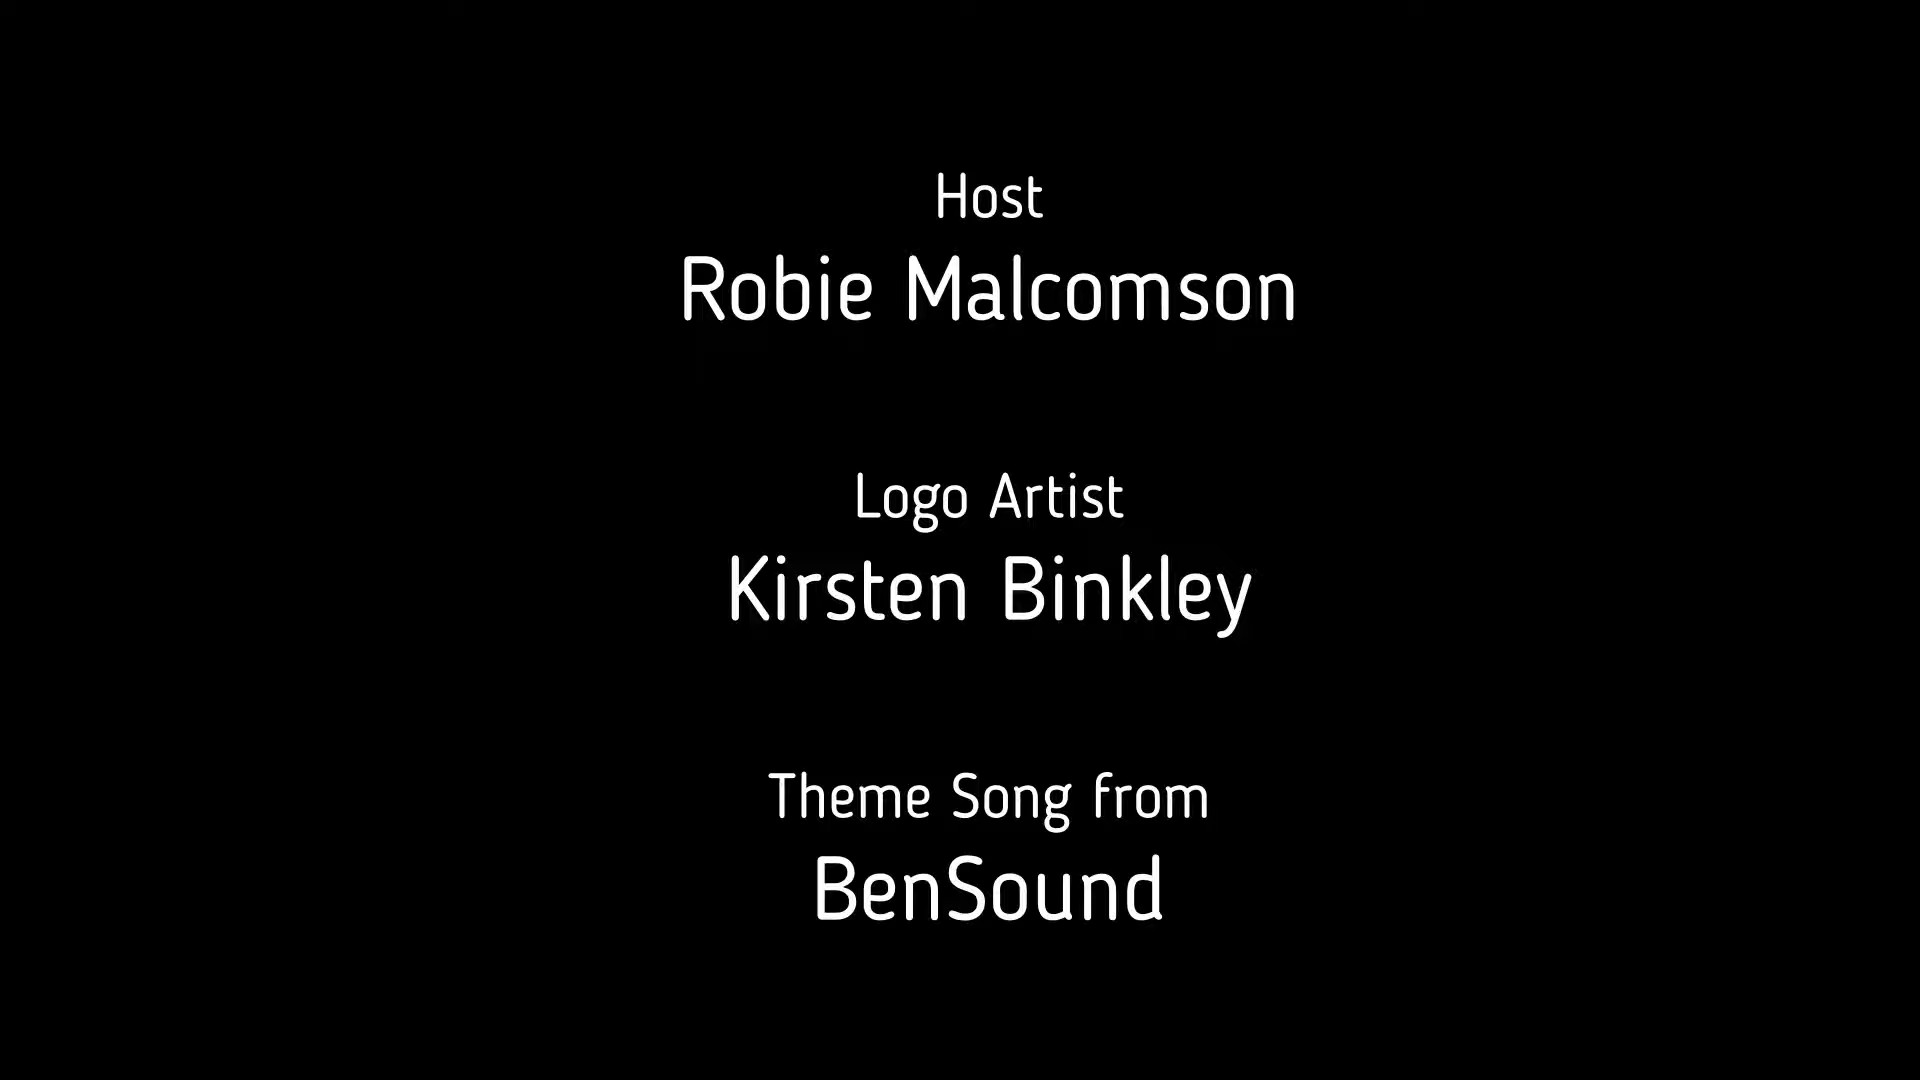 Host
Robie Malcomson
Logo Artist
Kirsten Binkley
Theme Song from
BenSound